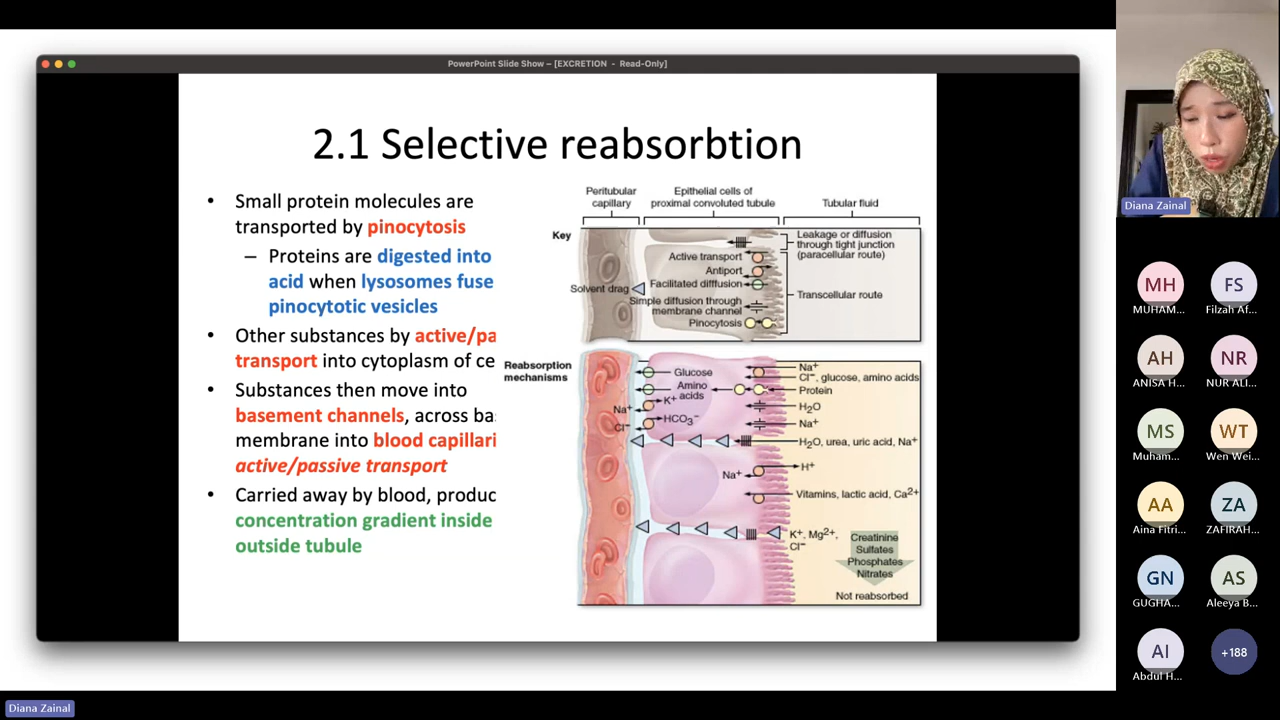 PowerPoint Slide Show – [EXCRETION - Read-Only]
2.1 Selective reabsorbtion
• Small protein molecules are
transported by pinocytosis
– Proteins are digested into
acid when lysosomes fuse
pinocytotic vesicles
• Other substances by active/pa
transport into cytoplasm of ce
• Substances then move into
basement channels, across ba
membrane into blood capillari
active/passive transport
• Carried away by blood, produc
concentration gradient inside
outside tubule
Peritubular
capillary
Epithelial cells of
proximal convoluted tubule
Tubular fluid
Key
Leakage or diffusion
through tight junction
(paracellular route)
Active transport
Antiport
Facilitated diffusion
Solvent drag
Simple diffusion through
membrane channel
Pinocytosis
Transcellular route
Reabsorption
mechanisms
Glucose
Amino
acids
Na+
K+
Cl–
HCO3–
Na+
Cl–, glucose, amino acids
Protein
H2O
Na+
H2O, urea, uric acid, Na+
Na+
H+
Vitamins, lactic acid, Ca2+
K+, Mg2+,
Cl–
Creatinine
Sulfates
Phosphates
Nitrates
Not reabsorbed
Diana Zainal
MH
MUHAM...
FS
Filzah Af...
AH
ANISA H...
NR
NUR ALI...
MS
Muham...
WT
Wen Wei...
AA
Aina Fitri...
ZA
ZAFIRAH...
GN
GUGHA...
AS
Aleeya B...
AI
Abdul H...
+188
Diana Zainal